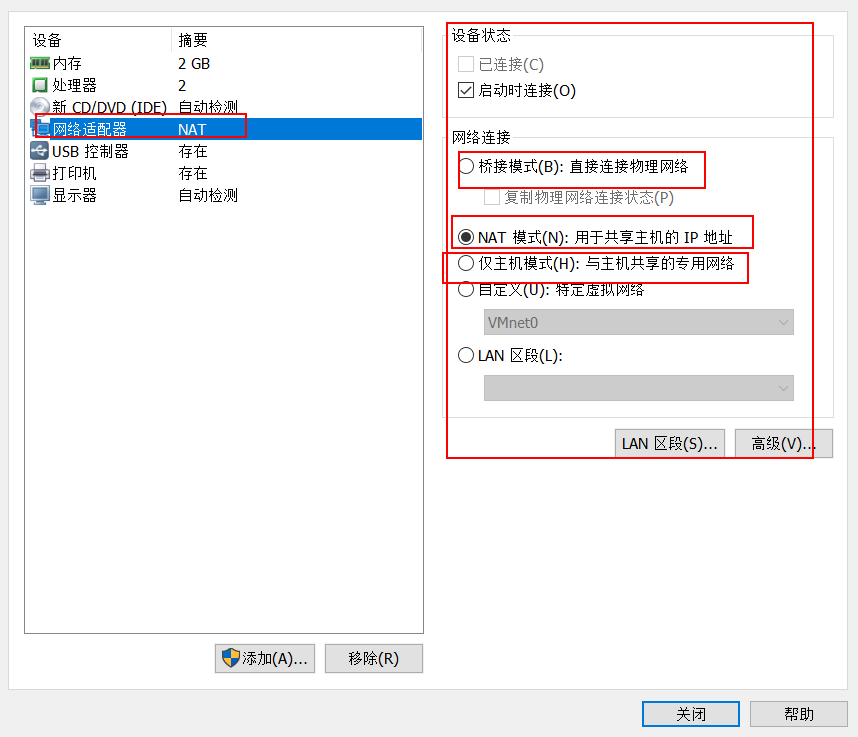 设备 摘要
内存 2 GB
处理器 2
新 CD/DVD (IDE) 自动检测
网络适配器 NAT
USB 控制器 存在
打印机 存在
显示器 自动检测
添加(A)... 移除(R)
设备状态
已连接(C)
启动时连接(O)
网络连接
桥接模式(B): 直接连接物理网络
复制物理网络连接状态(P)
NAT 模式(N): 用于共享主机的 IP 地址
仅主机模式(H): 与主机共享的专用网络
自定义(U): 特定虚拟网络
VMnet0
LAN 区段(L):
LAN 区段(S)... 高级(V)...
关闭 帮助